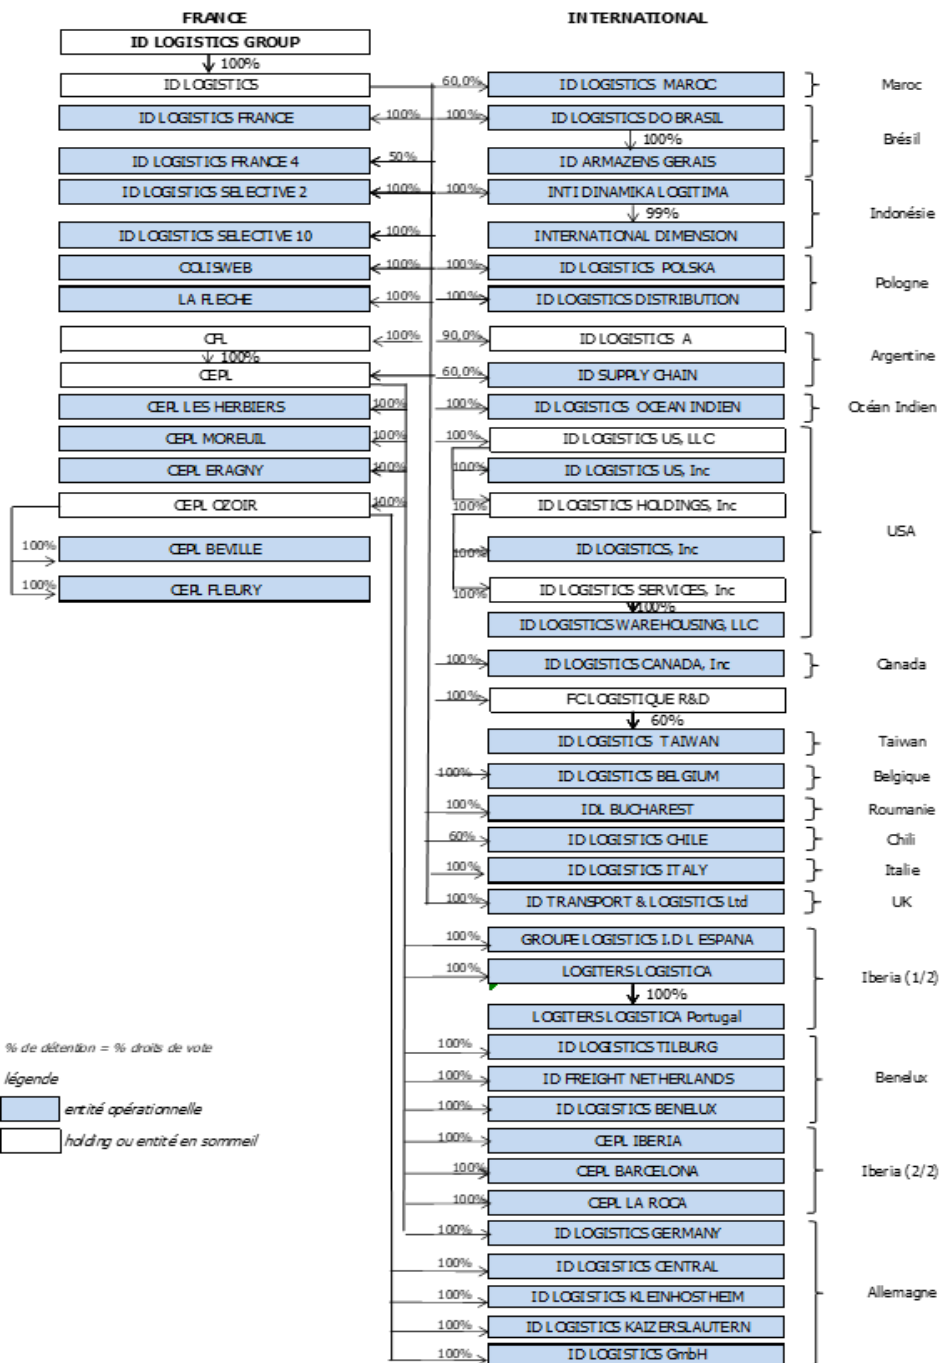 FRANCE INTERNATIONAL
ID LOGISTICS GROUP
100%
ID LOGISTICS 60,0% ID LOGISTICS MAROC Maroc
ID LOGISTICS FRANCE 100% 100% ID LOGISTICS DO BRASIL
100% Brésil
ID LOGISTICS FRANCE 4 50% ID ARMAZENS GERAIS
ID LOGISTICS SELECTIVE 2 100% 100% INTI DINAMIKA LOGITIMA
99% Indonésie
ID LOGISTICS SELECTIVE 10 100% INTERNATIONAL DIMENSION
COLISWEB 100% 100% ID LOGISTICS POLSKA
Pologne
LA FLECHE 100% 100% ID LOGISTICS DISTRIBUTION
CFL 100% 90,0% ID LOGISTICS A
100% Argentine
CEPL 60,0% ID SUPPLY CHAIN
CEPL LES HERBIERS 100% 100% ID LOGISTICS OCEAN INDIEN Océan Indien
CEPL MOREUIL 100% 100% ID LOGISTICS US, LLC
CEPL ERAGNY 100% 100% ID LOGISTICS US, Inc
CEPL OZOIR 100% 100% ID LOGISTICS HOLDINGS, Inc
USA
100% CEPL BEVILLE 100% ID LOGISTICS, Inc
100% CEPL FLEURY 100% ID LOGISTICS SERVICES, Inc
100%
ID LOGISTICS WAREHOUSING, LLC
100% ID LOGISTICS CANADA, Inc Canada
100% FC LOGISTIQUE R&D
60%
ID LOGISTICS TAIWAN Taiwan
100% ID LOGISTICS BELGIUM Belgique
100% IDL BUCHAREST Roumanie
60% ID LOGISTICS CHILE Chili
100% ID LOGISTICS ITALY Italie
100% ID TRANSPORT & LOGISTICS Ltd UK
100% GROUPE LOGISTICS I.D L ESPANA
100% LOGITERS LOGISTICA Iberia (1/2)
100%
LOGITERS LOGISTICA Portugal
% de détention = % droits de vote
100% ID LOGISTICS TILBURG
légende
100% ID FREIGHT NETHERLANDS Benelux
entité opérationnelle
100% ID LOGISTICS BENELUX
holding ou entité en sommeil
100% CEPL IBERIA
100% CEPL BARCELONA Iberia (2/2)
100% CEPL LA ROCA
100% ID LOGISTICS GERMANY
100% ID LOGISTICS CENTRAL
100% ID LOGISTICS KLEINHOSTHEIM Allemagne
100% ID LOGISTICS KAIZERSLAUTERN
100% ID LOGISTICS GmbH